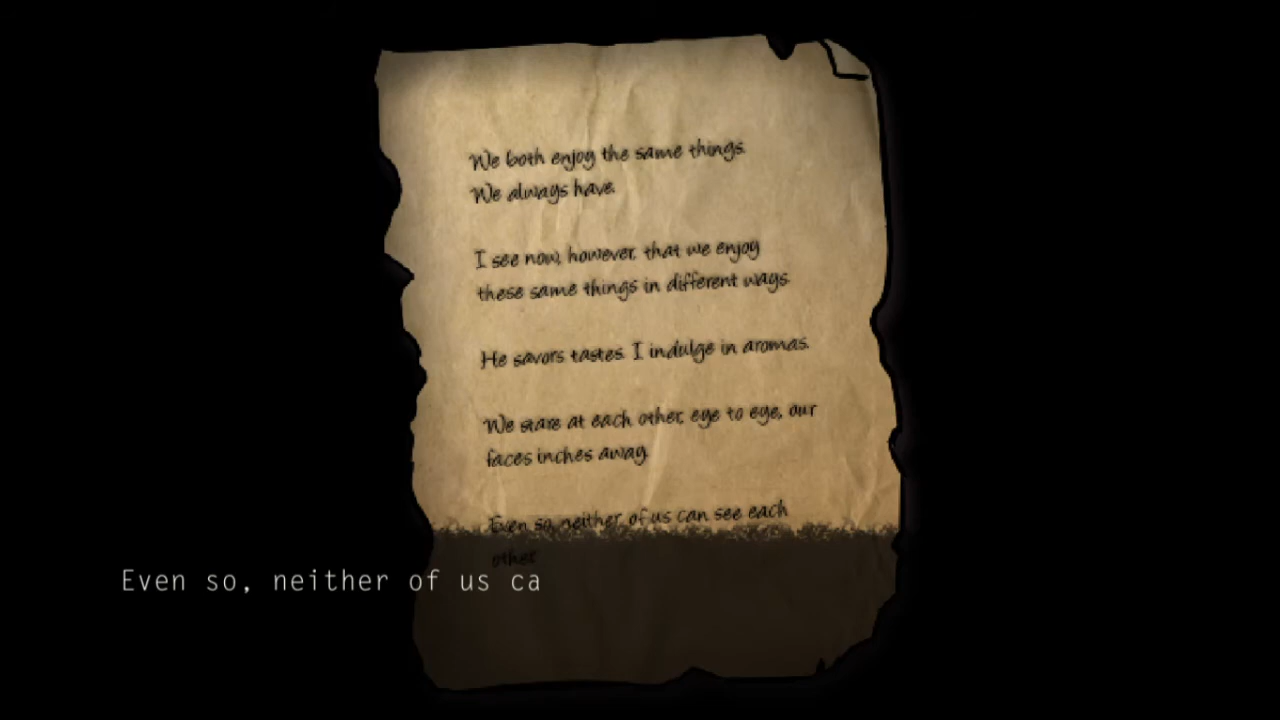 We both enjoy the same things.
We always have.
I see now, however, that we enjoy
these same things in different ways.
He savors tastes. I indulge in aromas.
We stare at each other, eye to eye, our
faces inches away.
Even so, neither of us can see each
other.
Even so, neither of us ca